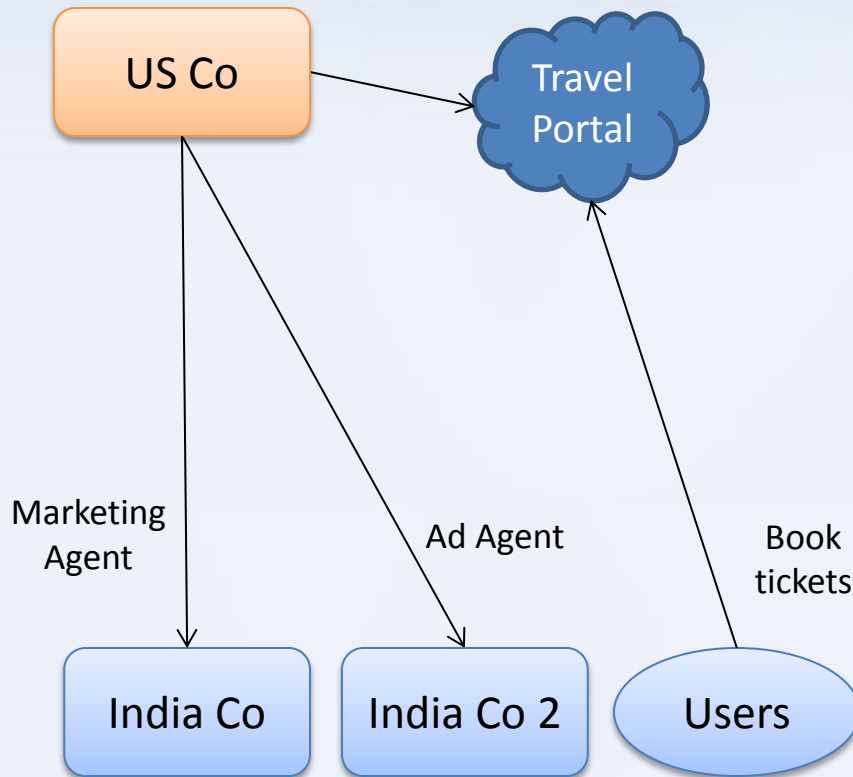 US Co
Travel
Portal
Marketing
Agent
Ad Agent
Book
tickets
India Co
India Co 2
Users